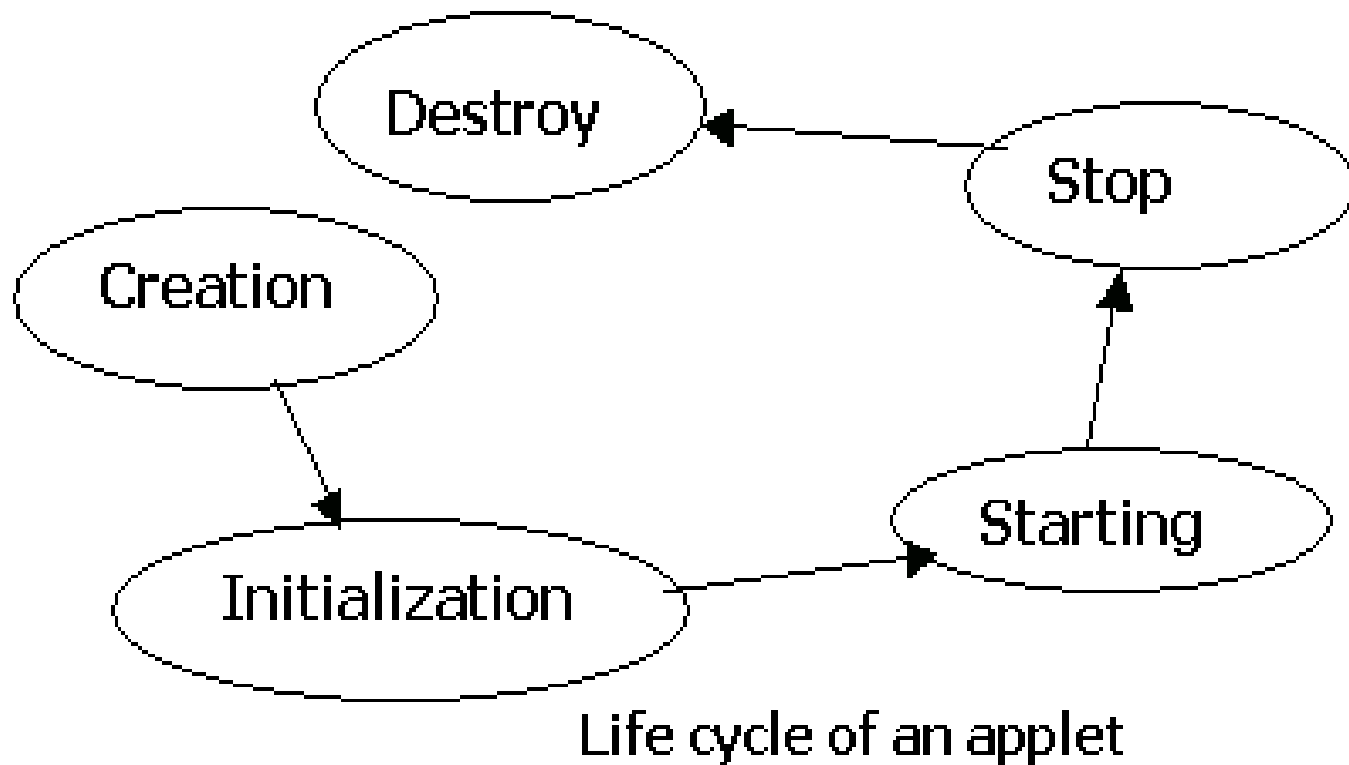 Destroy
Stop
Creation
Starting
Initialization
Life cycle of an applet